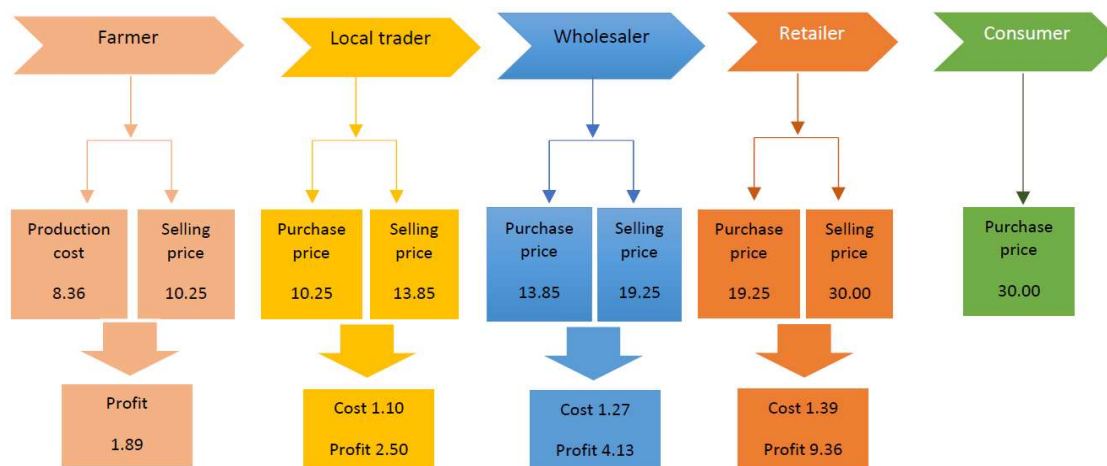 Farmer
Local trader
Wholesaler
Retailer
Consumer
Production
cost
8.36
Selling
price
10.25
Purchase
price
10.25
Selling
price
13.85
Purchase
price
13.85
Selling
price
19.25
Purchase
price
19.25
Selling
price
30.00
Purchase
price
30.00
Profit
1.89
Cost 1.10
Profit 2.50
Cost 1.27
Profit 4.13
Cost 1.39
Profit 9.36